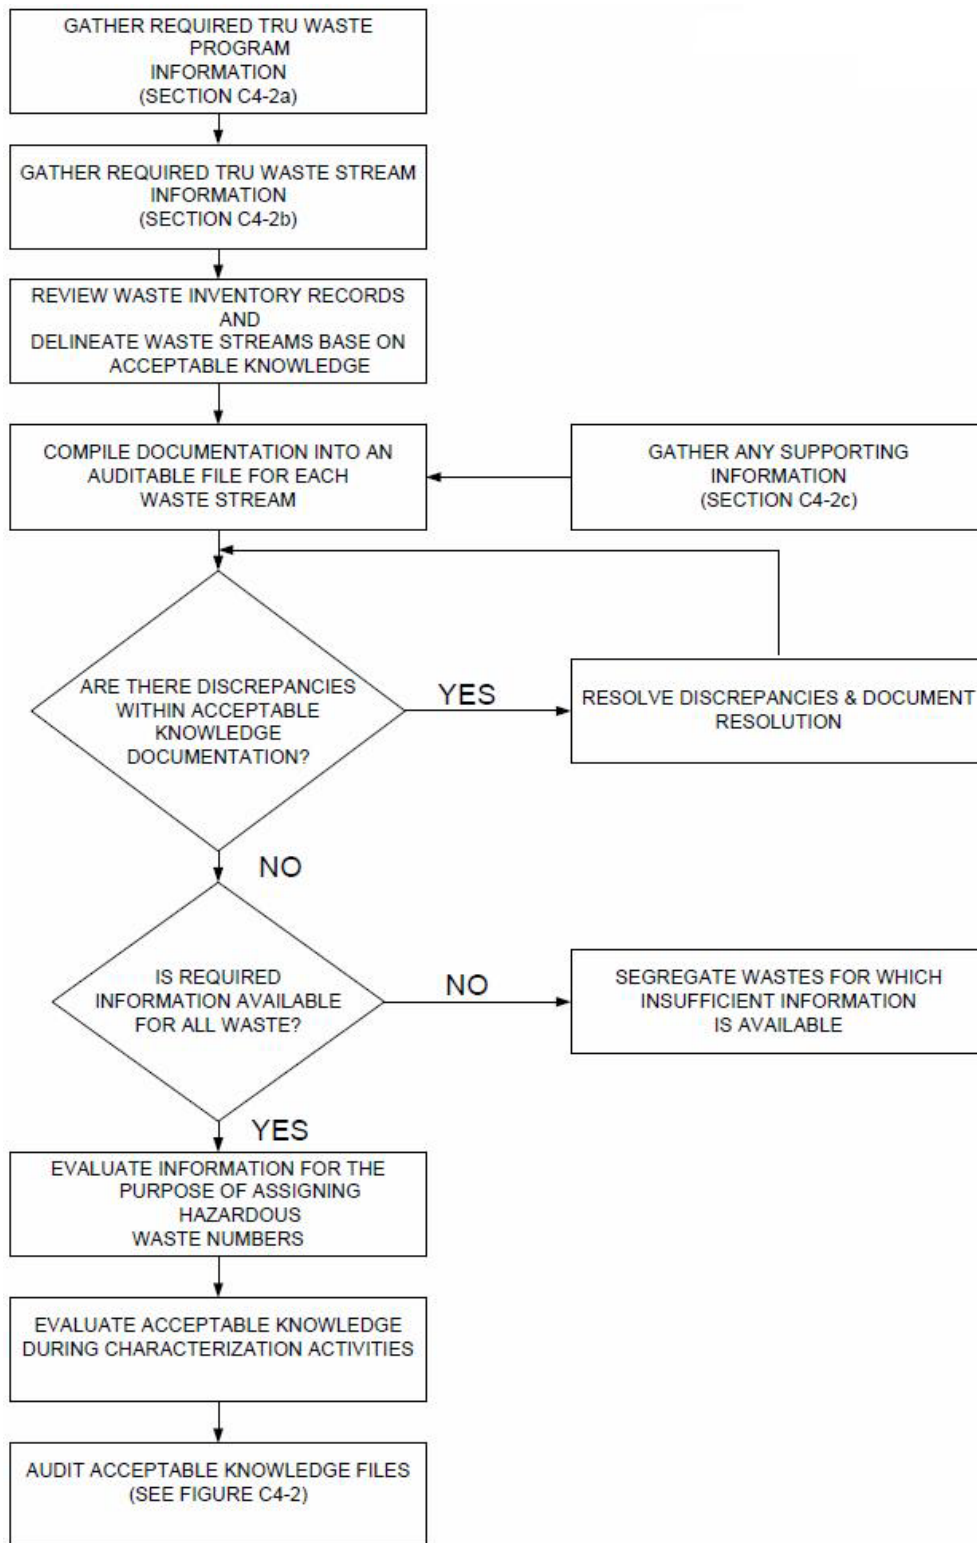 GATHER REQUIRED TRU WASTE
PROGRAM
INFORMATION
(SECTION C4-2a)
GATHER REQUIRED TRU WASTE STREAM
INFORMATION
(SECTION C4-2b)
REVIEW WASTE INVENTORY RECORDS
AND
DELINEATE WASTE STREAMS BASE ON
ACCEPTABLE KNOWLEDGE
COMPILE DOCUMENTATION INTO AN
AUDITABLE FILE FOR EACH
WASTE STREAM
GATHER ANY SUPPORTING
INFORMATION
(SECTION C4-2c)
ARE THERE DISCREPANCIES
WITHIN ACCEPTABLE
KNOWLEDGE
DOCUMENTATION?
YES
RESOLVE DISCREPANCIES & DOCUMENT
RESOLUTION
NO
IS REQUIRED
INFORMATION AVAILABLE
FOR ALL WASTE?
NO
SEGREGATE WASTES FOR WHICH
INSUFFICIENT INFORMATION
IS AVAILABLE
YES
EVALUATE INFORMATION FOR THE
PURPOSE OF ASSIGNING
HAZARDOUS
WASTE NUMBERS
EVALUATE ACCEPTABLE KNOWLEDGE
DURING CHARACTERIZATION ACTIVITIES
AUDIT ACCEPTABLE KNOWLEDGE FILES
(SEE FIGURE C4-2)